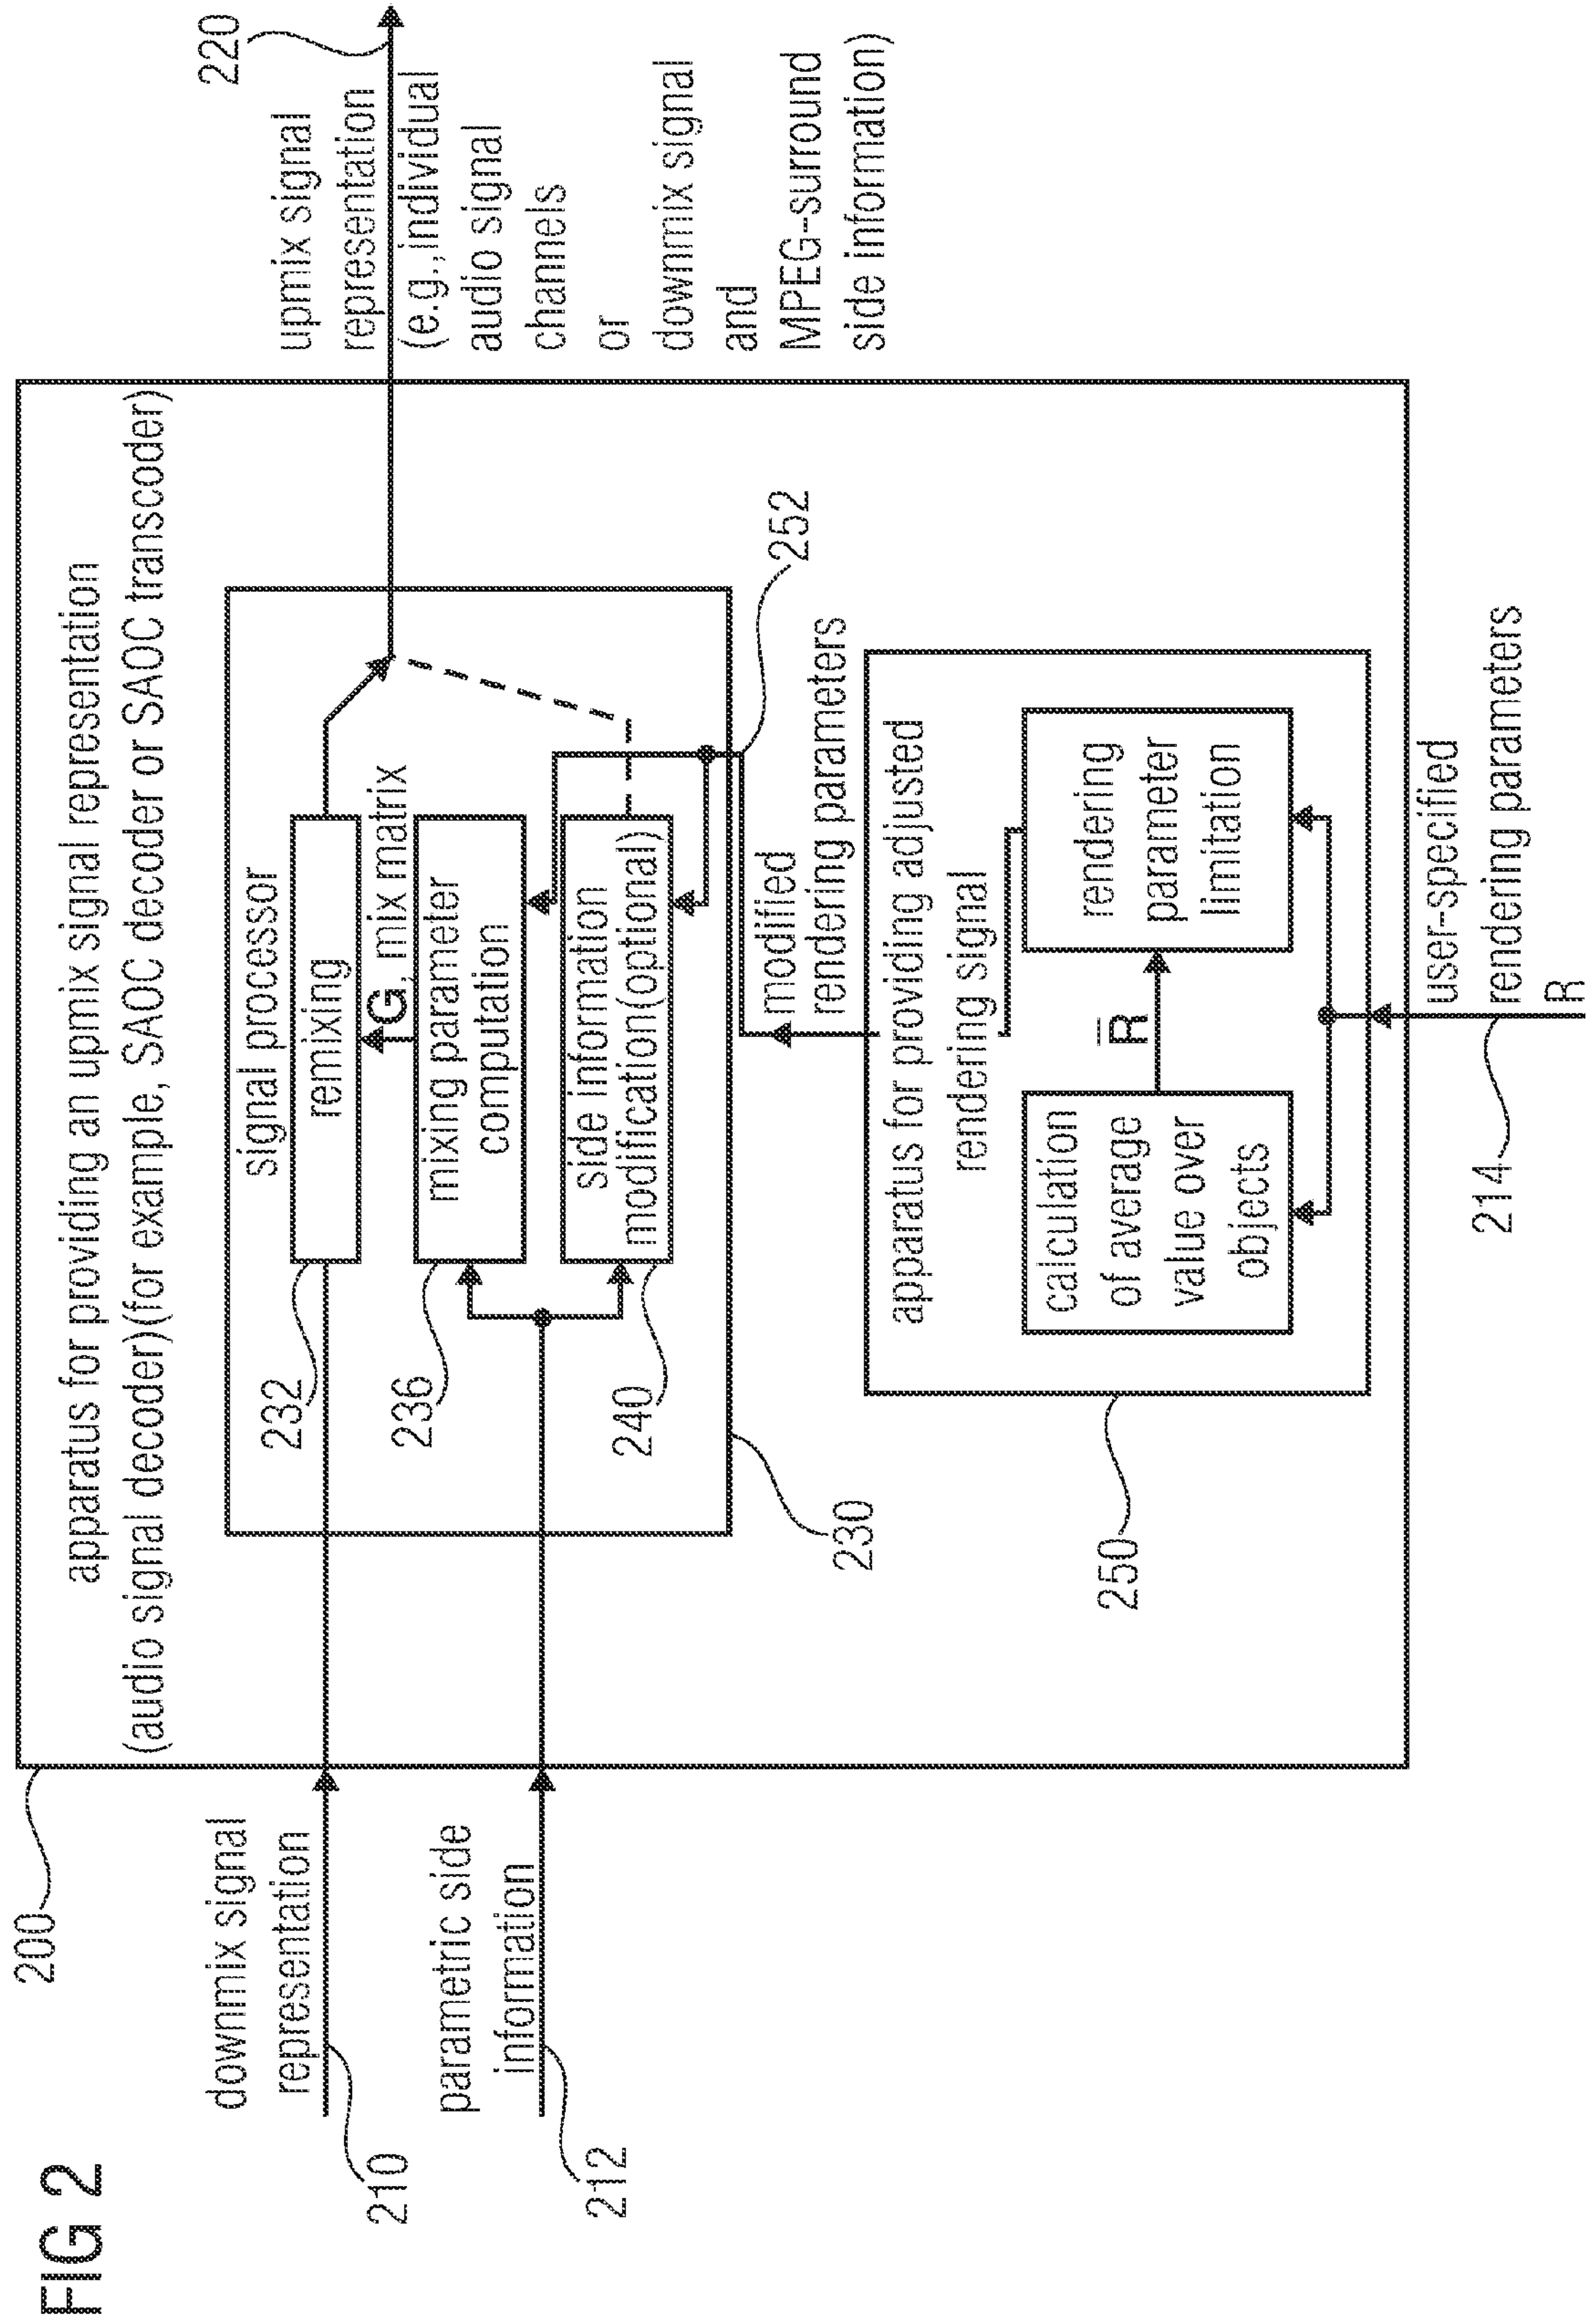 FIG 2
200
apparatus for providing an upmix signal representation
(audio signal decoder)(for example, SAOC decoder or SAOC transcoder)
downmix signal
representation
210
parametric side
information
212
signal processor
232
remixing
G, mix matrix
236
mixing parameter
computation
240
side information
modification(optional)
230
220
upmix signal
representation
(e.g.,individual
audio signal
channels
or
downmix signal
and
MPEG-surround
side information)
252
modified
rendering parameters
250
apparatus for providing adjusted
rendering signal
calculation
of average
value over
objects
R̅
rendering
parameter
limitation
214
user-specified
rendering parameters
R